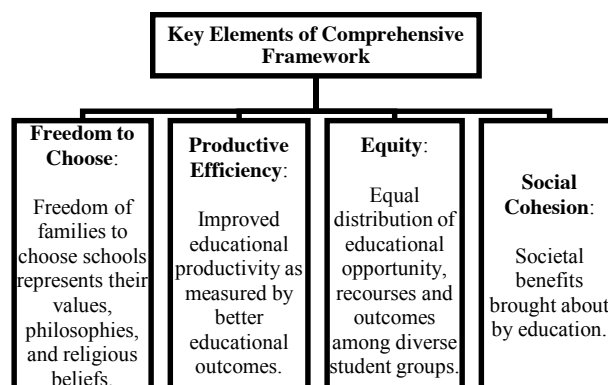 Key Elements of Comprehensive
Framework
Freedom to
Choose:
Freedom of
families to
choose schools
represents their
values,
philosophies,
and religious
beliefs.
Productive
Efficiency:
Improved
educational
productivity as
measured by
better
educational
outcomes.
Equity:
Equal
distribution of
educational
opportunity,
recourses and
outcomes
among diverse
student groups.
Social
Cohesion:
Societal
benefits
brought about
by education.